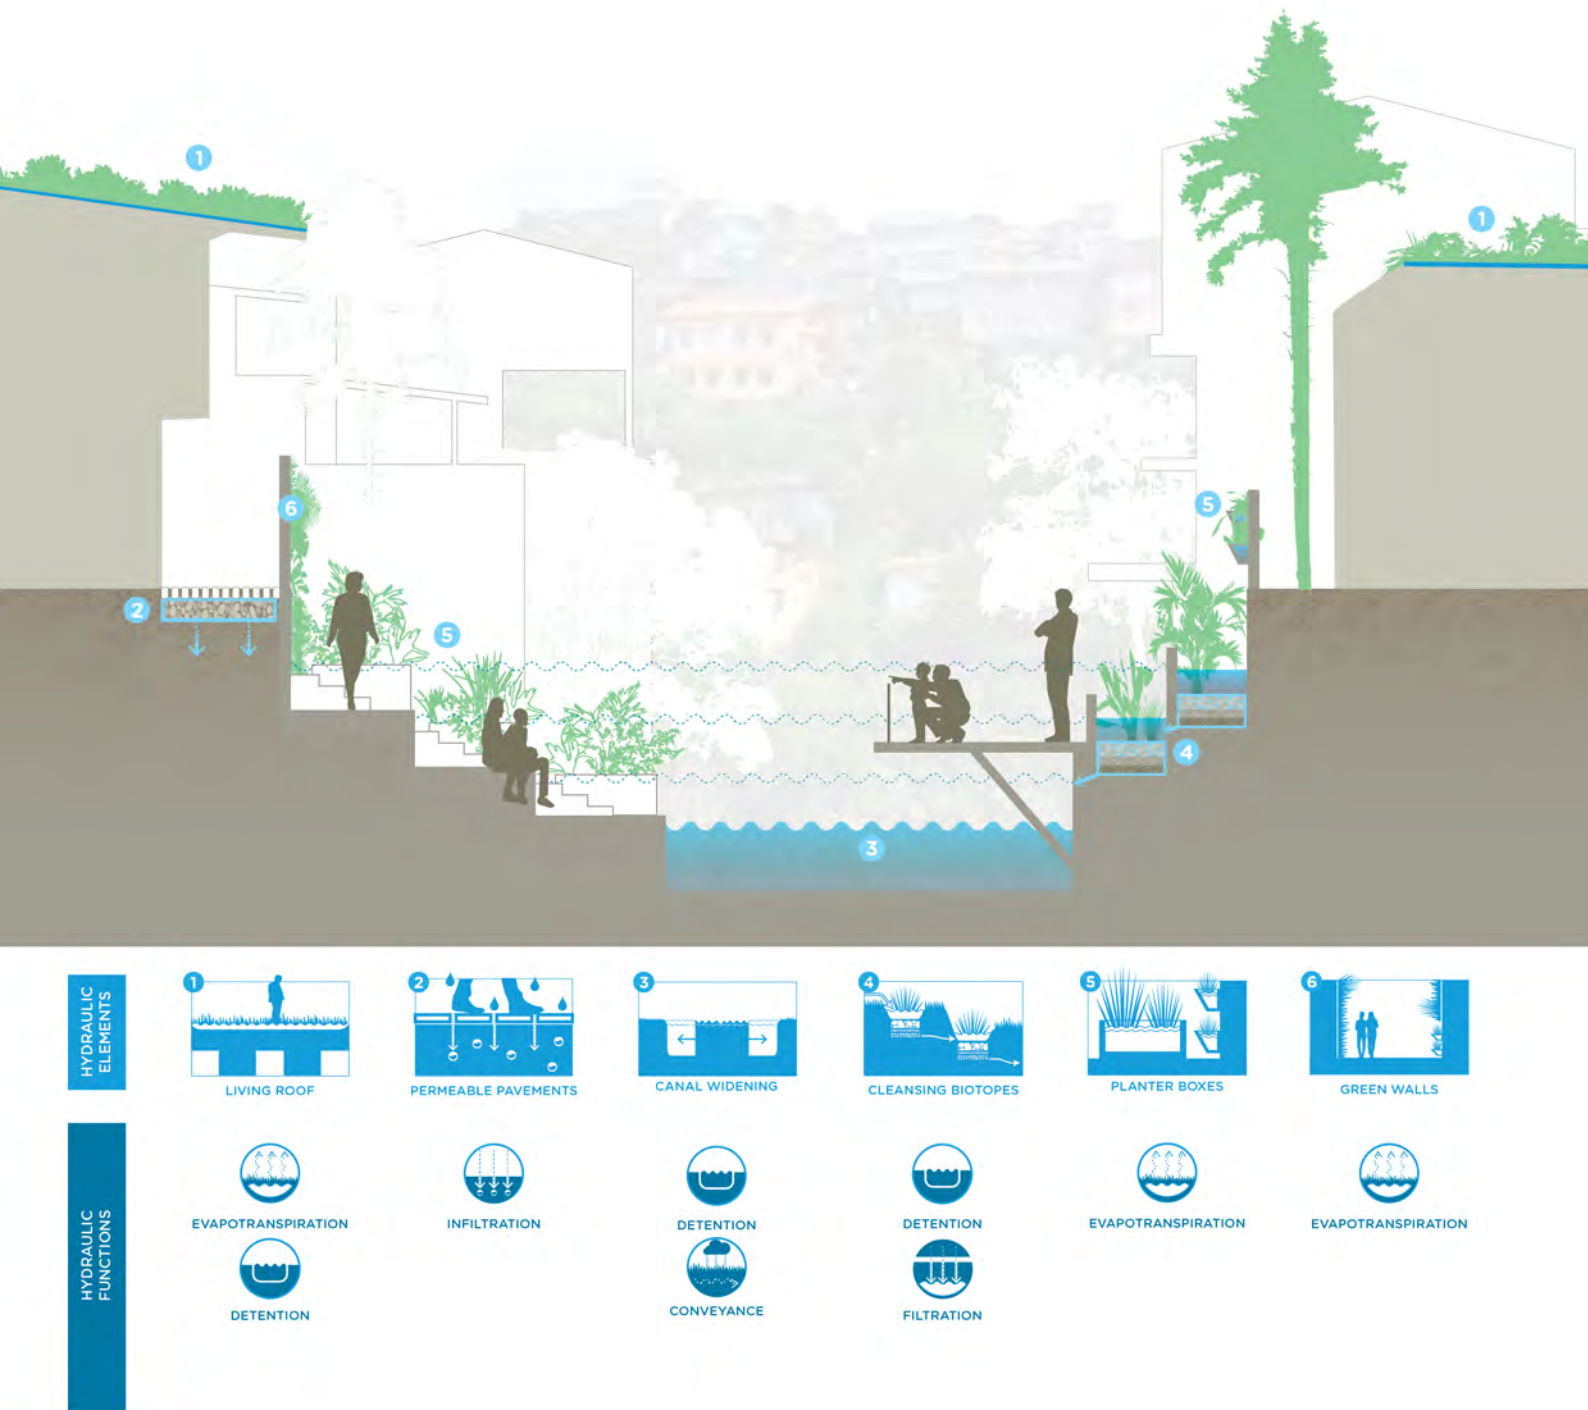 1
1
6
5
2
5
4
3
HYDRAULIC
ELEMENTS
1
2
3
4
5
6
LIVING ROOF
PERMEABLE PAVEMENTS
CANAL WIDENING
CLEANSING BIOTOPES
PLANTER BOXES
GREEN WALLS
HYDRAULIC
FUNCTIONS
EVAPOTRANSPIRATION
INFILTRATION
DETENTION
DETENTION
EVAPOTRANSPIRATION
EVAPOTRANSPIRATION
DETENTION
CONVEYANCE
FILTRATION